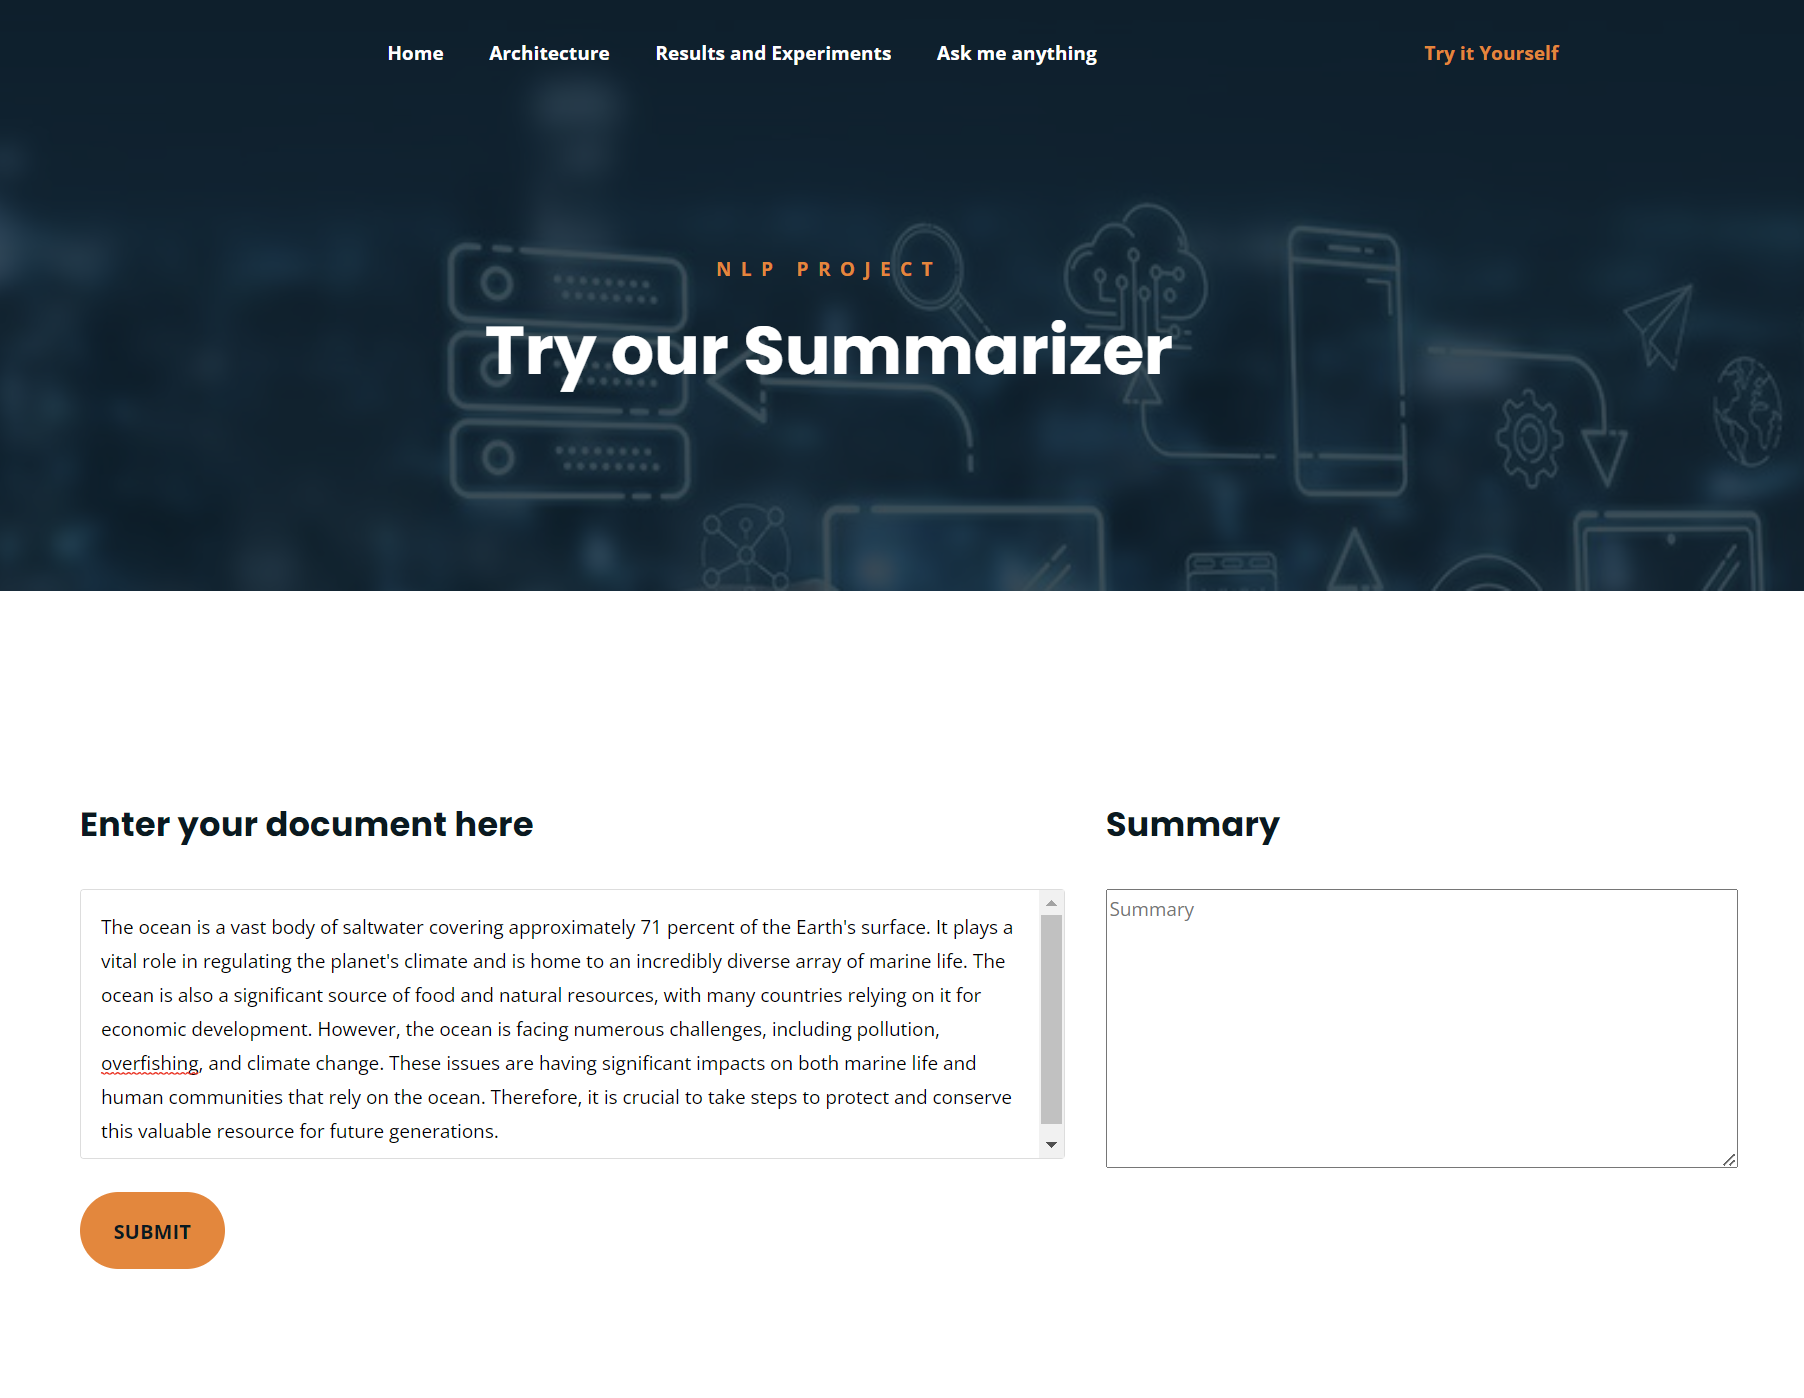 Home Architecture Results and Experiments Ask me anything Try it Yourself
NLP PROJECT
Try our Summarizer
Enter your document here
The ocean is a vast body of saltwater covering approximately 71 percent of the Earth's surface. It plays a
vital role in regulating the planet's climate and is home to an incredibly diverse array of marine life. The
ocean is also a significant source of food and natural resources, with many countries relying on it for
economic development. However, the ocean is facing numerous challenges, including pollution,
overfishing, and climate change. These issues are having significant impacts on both marine life and
human communities that rely on the ocean. Therefore, it is crucial to take steps to protect and conserve
this valuable resource for future generations.
SUBMIT
Summary
Summary